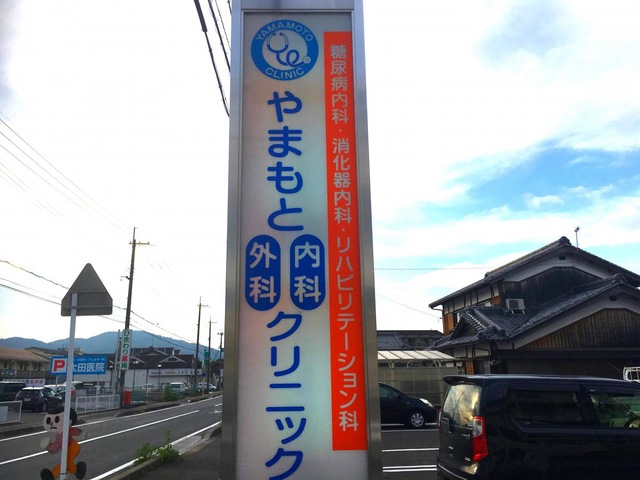 YAMAMOTO
CLINIC
糖尿病内科・消化器内科・リハビリテーション科
やまもと
内科
外科
クリニック
P
太田医院